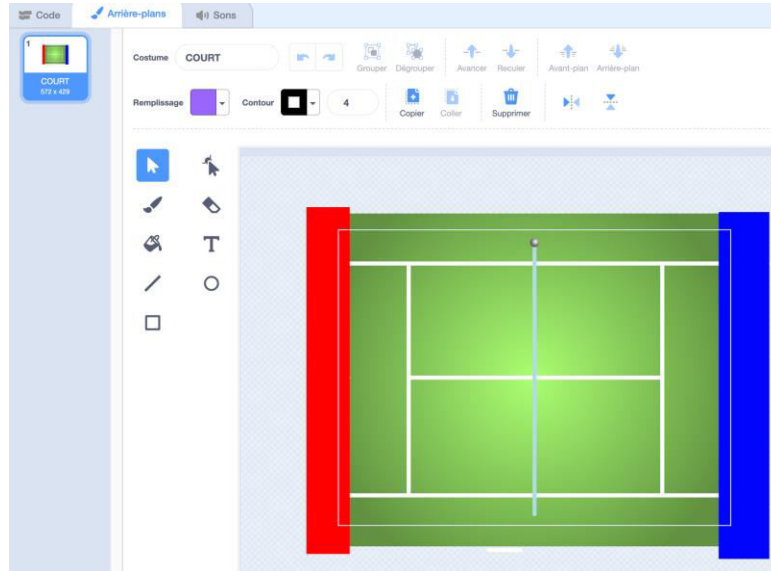 Code
Arrière-plans
Sons
1
COURT
572 x 429
Costume
COURT
Grouper
Dégrouper
Avancer
Reculer
Avant-plan
Arrière-plan
Remplissage
Contour
4
Copier
Coller
Supprimer
T